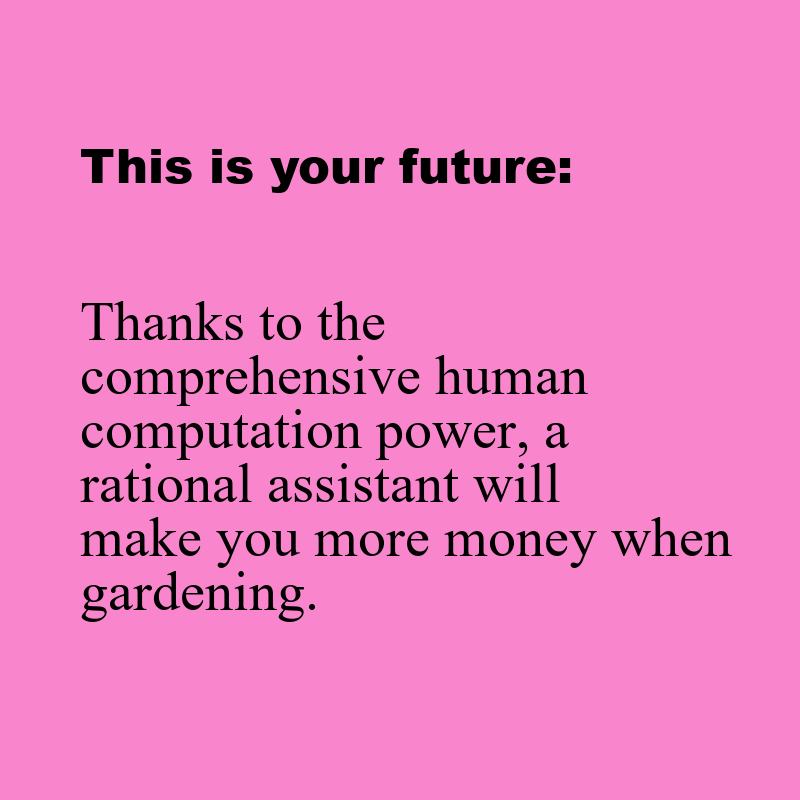 This is your future:
Thanks to the
comprehensive human
computation power, a
rational assistant will
make you more money when
gardening.